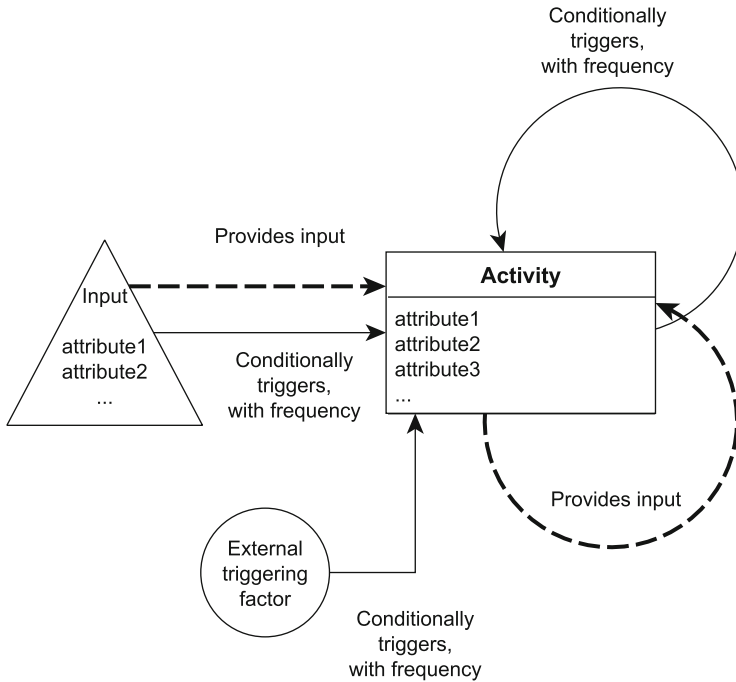 Conditionally
triggers,
with frequency
Provides input
Input
attribute1
attribute2
...
Activity
attribute1
attribute2
attribute3
...
Conditionally
triggers,
with frequency
Provides input
External
triggering
factor
Conditionally
triggers,
with frequency